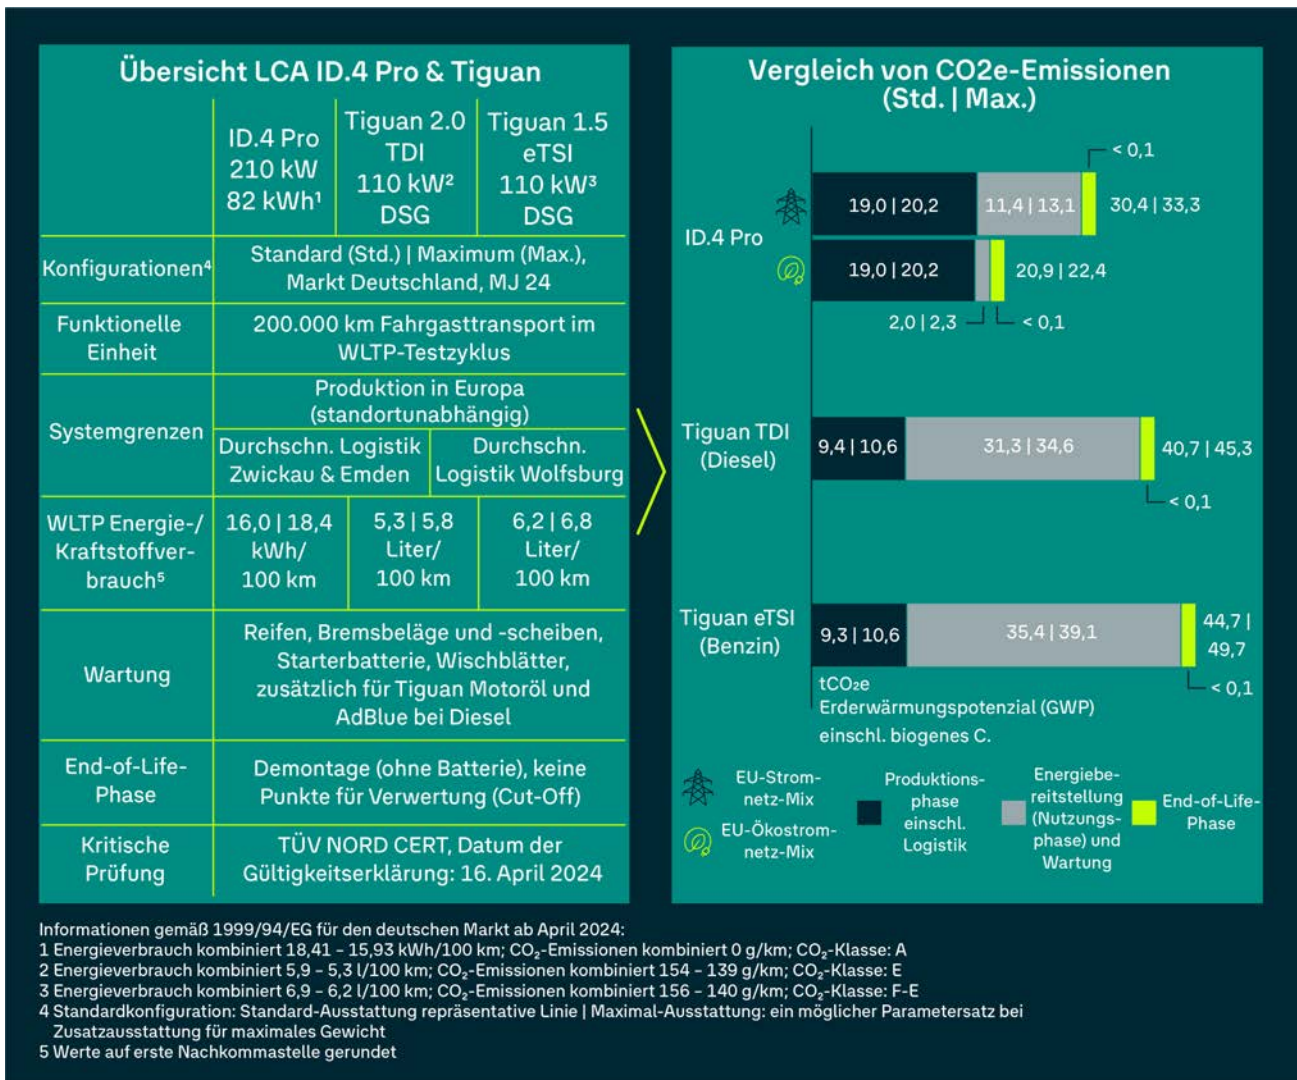 Übersicht LCA ID.4 Pro & Tiguan
ID.4 Pro
210 kW
82 kWh¹
Tiguan 2.0
TDI
110 kW²
DSG
Tiguan 1.5
eTSI
110 kW³
DSG
Konfigurationen⁴
Standard (Std.) | Maximum (Max.),
Markt Deutschland, MJ 24
Funktionelle
Einheit
200.000 km Fahrgasttransport im
WLTP-Testzyklus
Systemgrenzen
Produktion in Europa
(standortunabhängig)
Durchschn. Logistik
Zwickau & Emden
Durchschn.
Logistik Wolfsburg
WLTP Energie-/
Kraftstoffver-
brauch⁵
16,0 | 18,4
kWh/
100 km
5,3 | 5,8
Liter/
100 km
6,2 | 6,8
Liter/
100 km
Wartung
Reifen, Bremsbeläge und -scheiben,
Starterbatterie, Wischblätter,
zusätzlich für Tiguan Motoröl und
AdBlue bei Diesel
End-of-Life-
Phase
Demontage (ohne Batterie), keine
Punkte für Verwertung (Cut-Off)
Kritische
Prüfung
TÜV NORD CERT, Datum der
Gültigkeitserklärung: 16. April 2024
Vergleich von CO2e-Emissionen
(Std. | Max.)
ID.4 Pro
< 0,1
19,0 | 20,2
11,4 | 13,1
30,4 | 33,3
19,0 | 20,2
20,9 | 22,4
2,0 | 2,3
< 0,1
Tiguan TDI
(Diesel)
9,4 | 10,6
31,3 | 34,6
40,7 | 45,3
< 0,1
Tiguan eTSI
(Benzin)
9,3 | 10,6
35,4 | 39,1
44,7 |
49,7
< 0,1
tCO₂e
Erderwärmungspotenzial (GWP)
einschl. biogenes C.
EU-Strom-
netz-Mix
EU-Ökostrom-
netz-Mix
Produktions-
phase
einschl.
Logistik
Energiebe-
reitstellung
(Nutzungs-
phase) und
Wartung
End-of-Life-
Phase
Informationen gemäß 1999/94/EG für den deutschen Markt ab April 2024:
1 Energieverbrauch kombiniert 18,41 – 15,93 kWh/100 km; CO₂-Emissionen kombiniert 0 g/km; CO₂-Klasse: A
2 Energieverbrauch kombiniert 5,9 – 5,3 l/100 km; CO₂-Emissionen kombiniert 154 – 139 g/km; CO₂-Klasse: E
3 Energieverbrauch kombiniert 6,9 – 6,2 l/100 km; CO₂-Emissionen kombiniert 156 – 140 g/km; CO₂-Klasse: F-E
4 Standardkonfiguration: Standard-Ausstattung repräsentative Linie | Maximal-Ausstattung: ein möglicher Parametersatz bei
Zusatzausstattung für maximales Gewicht
5 Werte auf erste Nachkommastelle gerundet